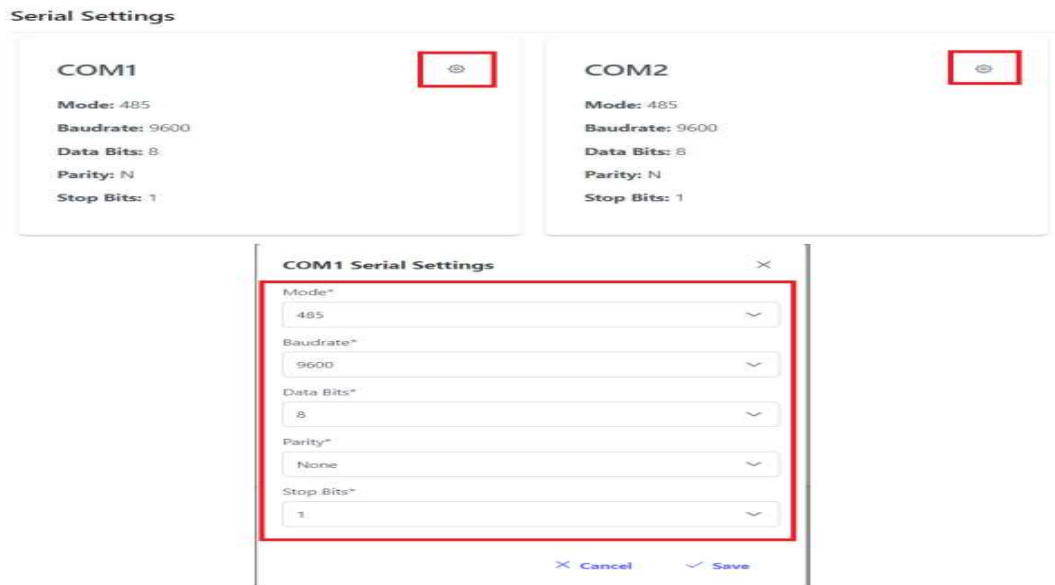 Serial Settings
COM1
Mode: 485
Baudrate: 9600
Data Bits: 8
Parity: N
Stop Bits: 1
COM2
Mode: 485
Baudrate: 9600
Data Bits: 8
Parity: N
Stop Bits: 1
COM1 Serial Settings
Mode*
485
Baudrate*
9600
Data Bits*
8
Parity*
None
Stop Bits*
1
Cancel
Save